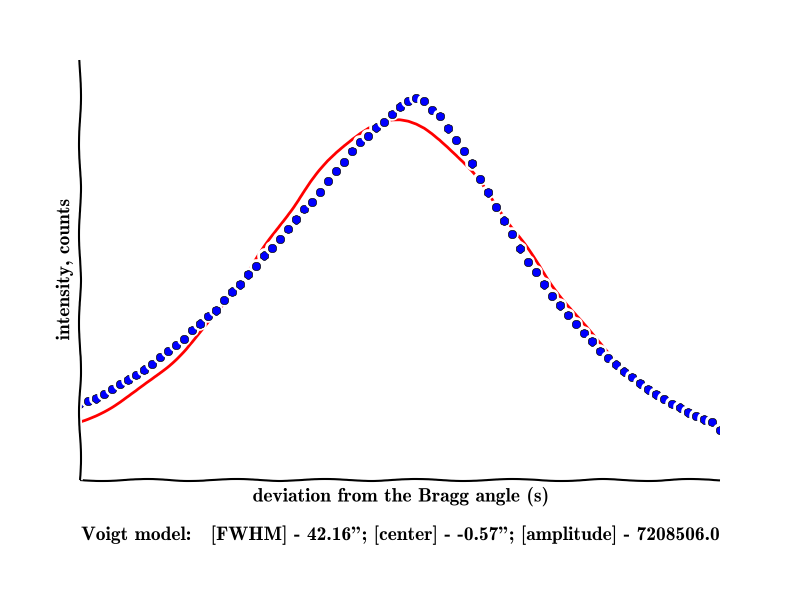 intensity, counts
deviation from the Bragg angle (s)
Voigt model: [FWHM] - 42.16”; [center] - -0.57”; [amplitude] - 7208506.0